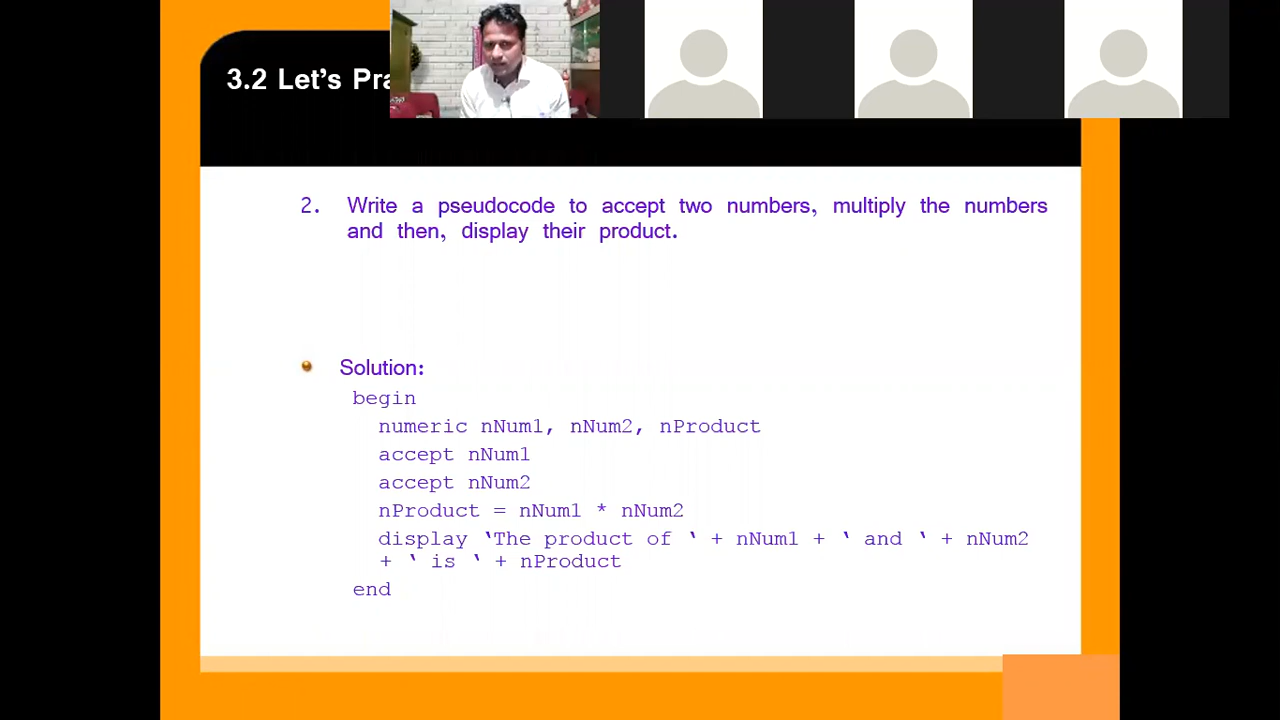 3.2 Let's Pra
2. Write a pseudocode to accept two numbers, multiply the numbers
and then, display their product.
Solution:
begin
numeric nNum1, nNum2, nProduct
accept nNum1
accept nNum2
nProduct = nNum1 * nNum2
display ‘The product of ‘ + nNum1 + ‘ and ‘ + nNum2
+ ‘ is ‘ + nProduct
end